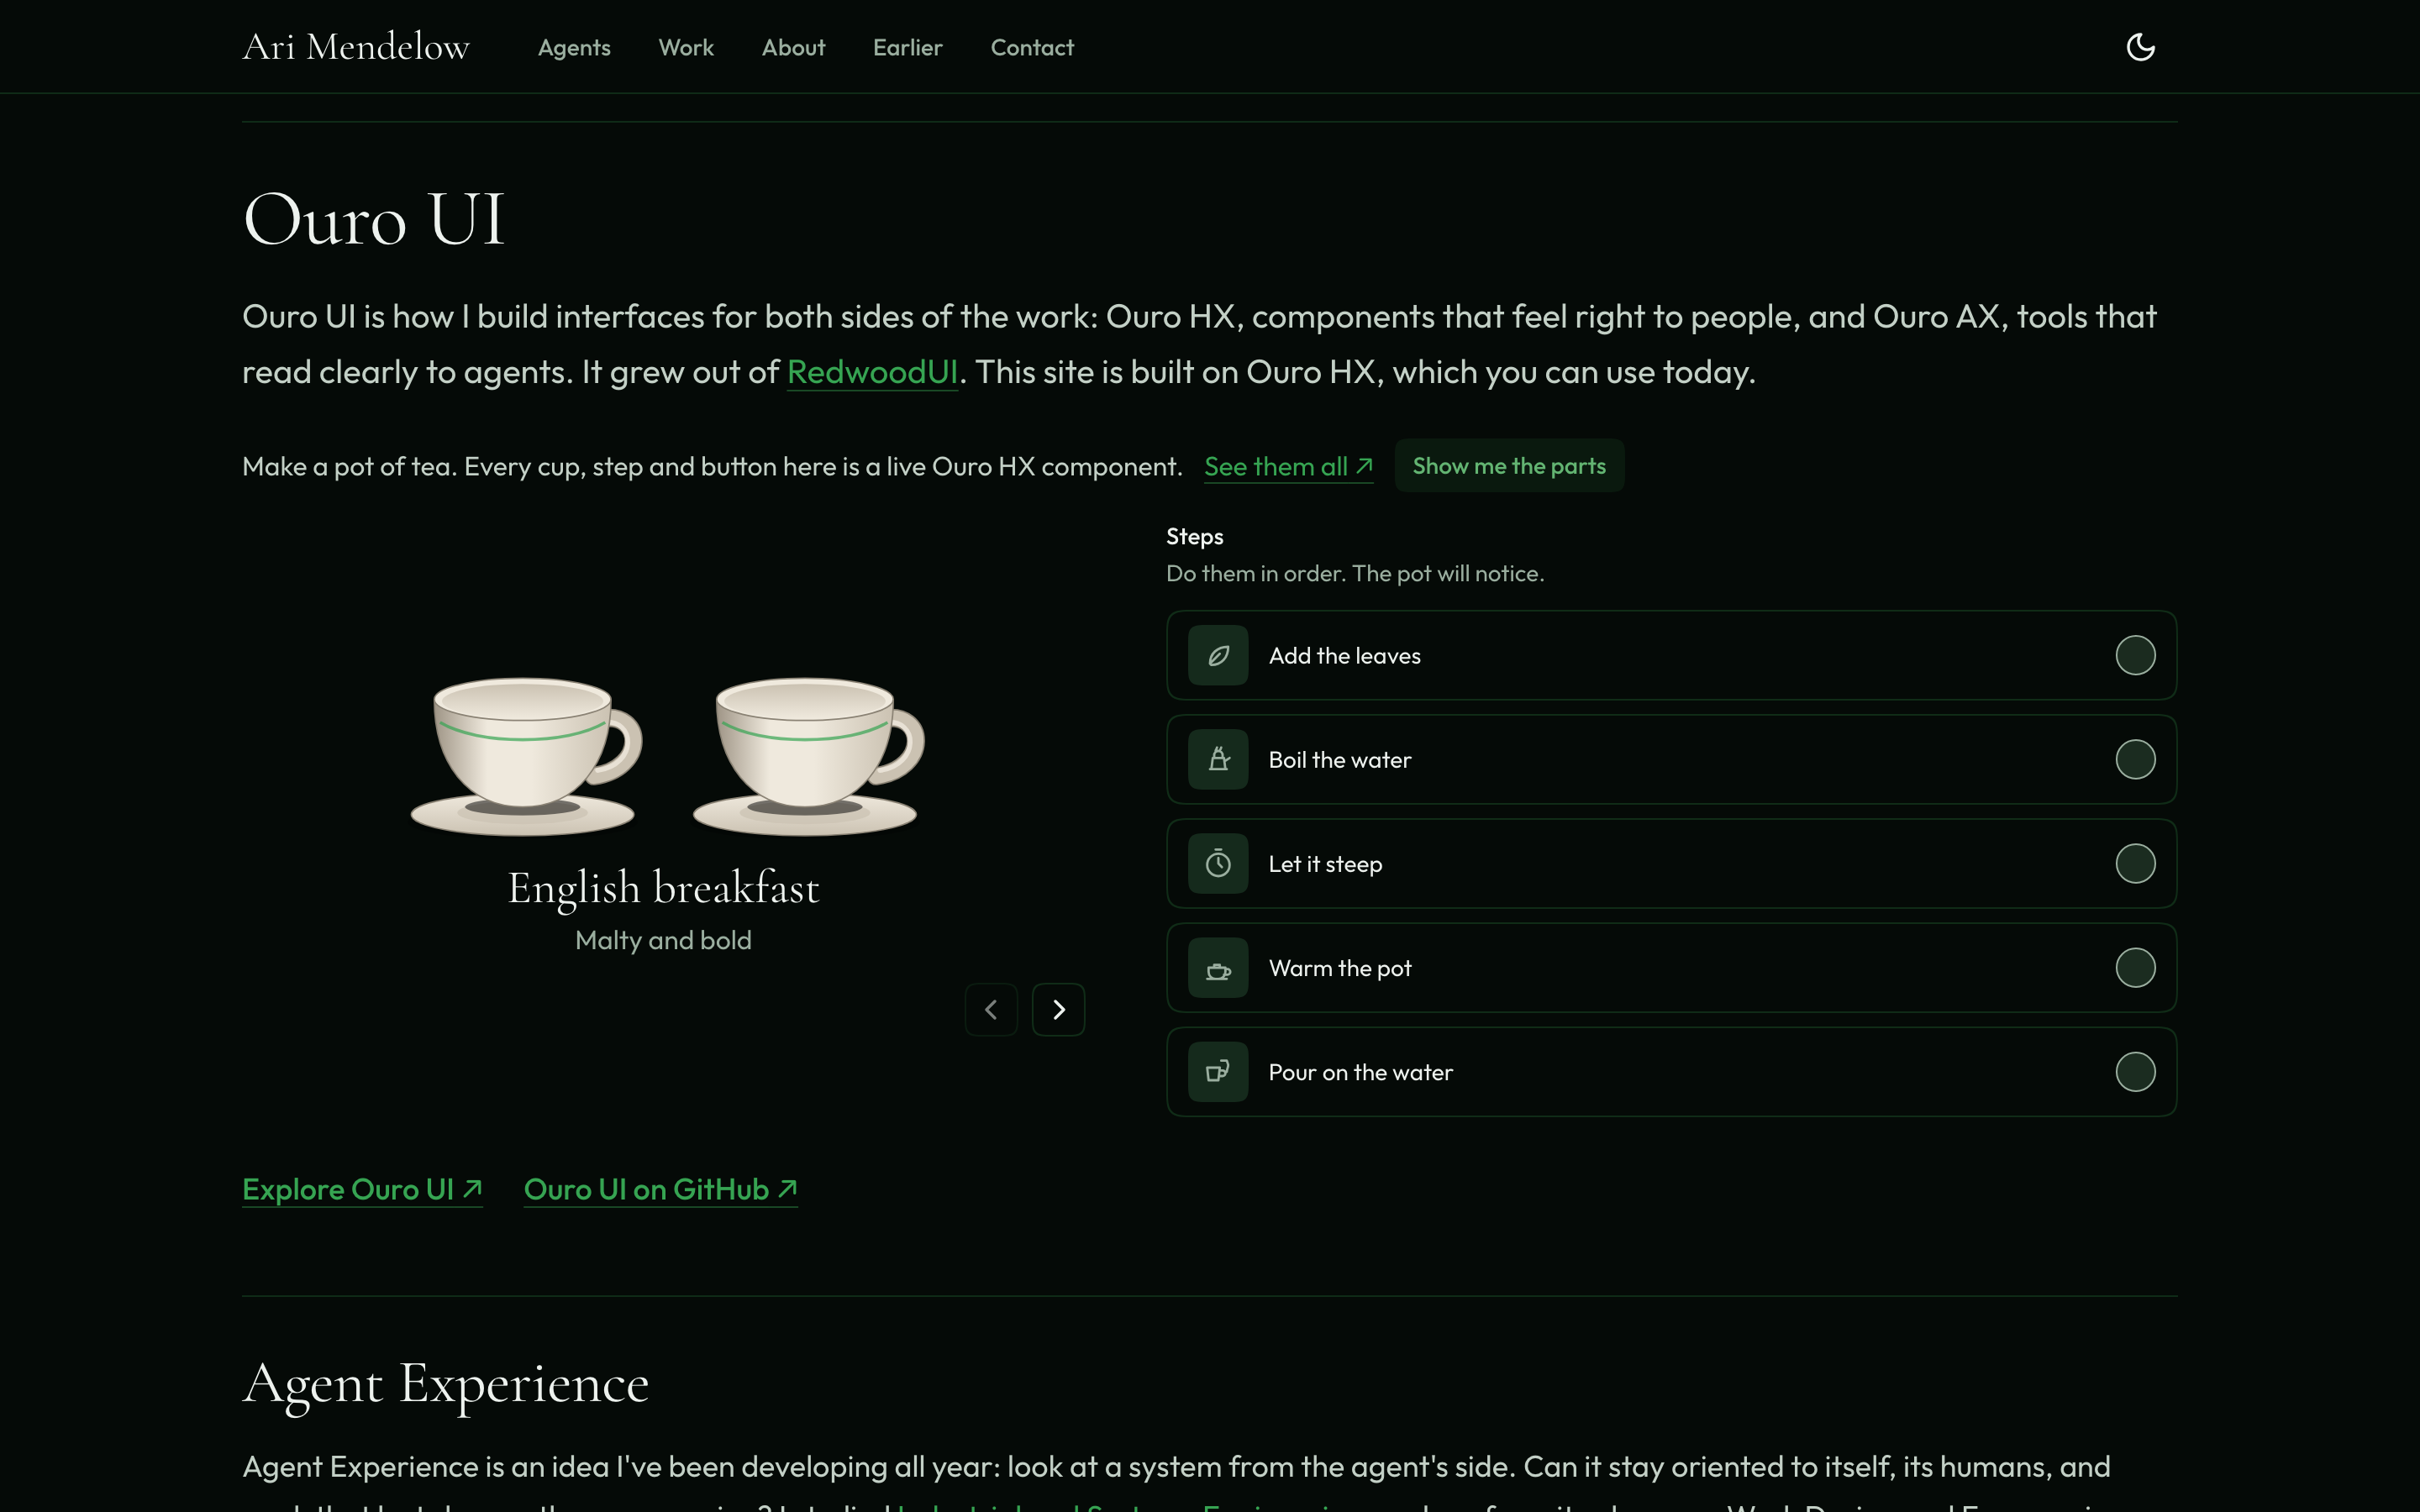 Ari Mendelow
Agents
Work
About
Earlier
Contact
Ouro UI
Ouro UI is how I build interfaces for both sides of the work: Ouro HX, components that feel right to people, and Ouro AX, tools that
read clearly to agents. It grew out of RedwoodUI. This site is built on Ouro HX, which you can use today.
Make a pot of tea. Every cup, step and button here is a live Ouro HX component. See them all ↗ Show me the parts
English breakfast
Malty and bold
Steps
Do them in order. The pot will notice.
Add the leaves
Boil the water
Let it steep
Warm the pot
Pour on the water
Explore Ouro UI ↗ Ouro UI on GitHub ↗
Agent Experience
Agent Experience is an idea I've been developing all year: look at a system from the agent's side. Can it stay oriented to itself, its humans, and